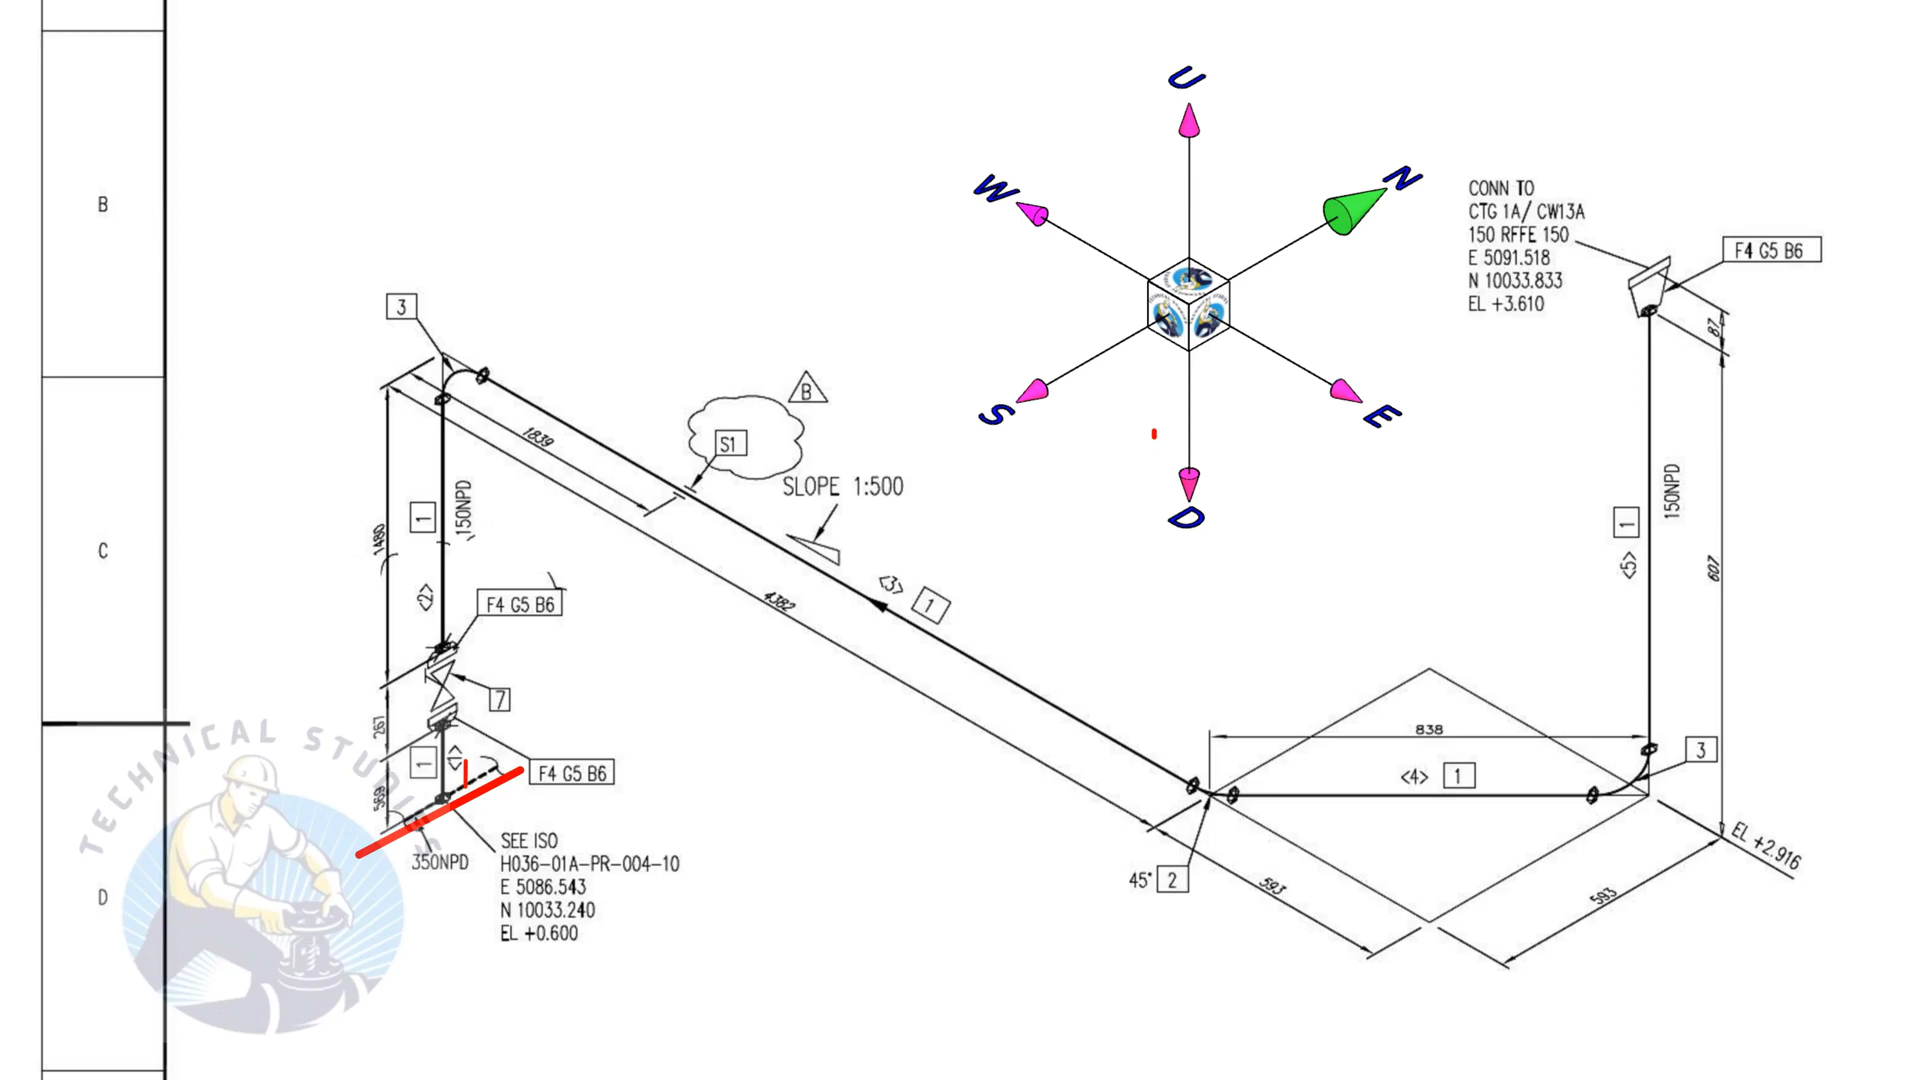 U
W
N
S
E
D
B
C
D
CONN TO
CTG 1A/ CW13A
150 RFFE 150
E 5091.518
N 10033.833
EL +3.610
F4 G5 B6
87
3
1839
S1
B
SLOPE 1:500
1480
1
150NPD
<2>
4382
<3> 1
F4 G5 B6
7
267
1
<1>
F4 G5 B6
350NPD
SEE ISO
H036-01A-PR-004-10
E 5086.543
N 10033.240
EL +0.600
150NPD
1
<5>
607
838
<4> 1
3
45° 2
593
593
EL +2.916
TECHNICAL STUDIES